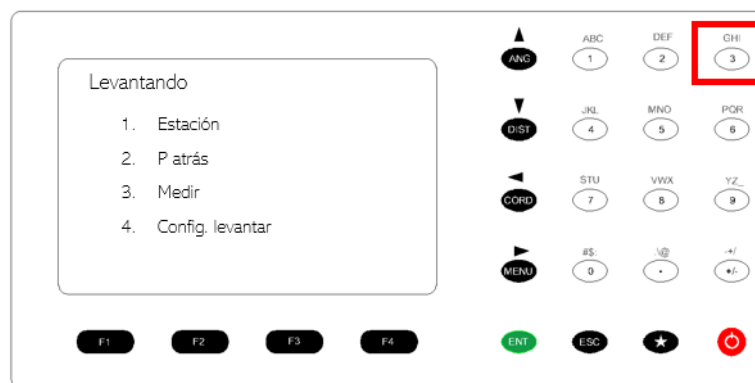 Levantando
1. Estación
2. P atrás
3. Medir
4. Config. levantar
F1 F2 F3 F4
ANG ABC 1 DEF 2 GHI 3
DIST JKL 4 MNO 5 PQR 6
CORD STU 7 VWX 8 YZ_ 9
MENU #$: 0 .\@ . -+/ +/-
ENT ESC